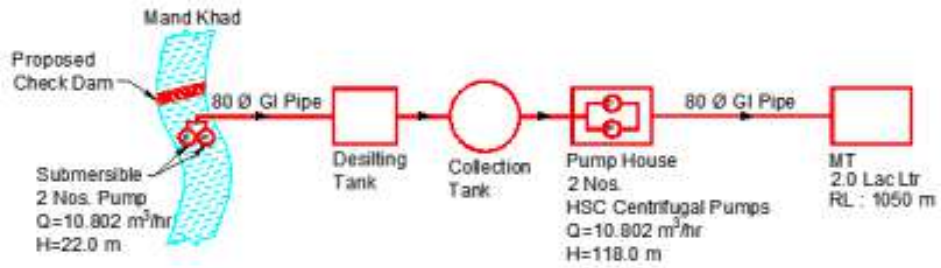 Mand Khad
Proposed
Check Dam
80 Ø GI Pipe
Submersible
2 Nos. Pump
Q=10.802 m³/hr
H=22.0 m
Desilting
Tank
Collection
Tank
Pump House
2 Nos.
HSC Centrifugal Pumps
Q=10.802 m³/hr
H=118.0 m
80 Ø GI Pipe
MT
2.0 Lac Ltr
RL : 1050 m